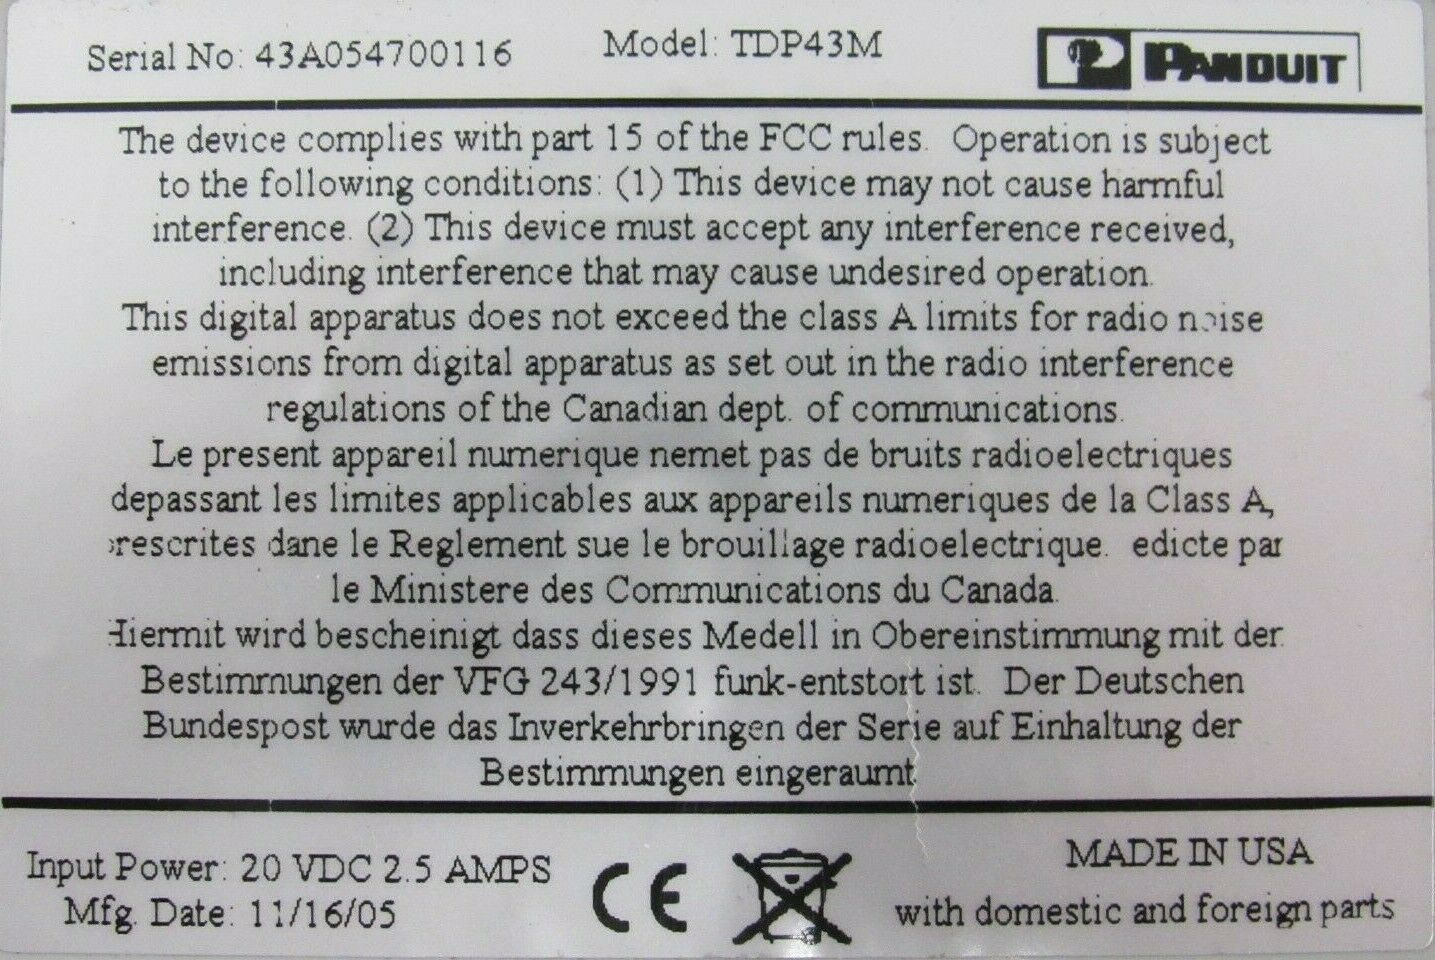 Serial No: 43A054700116 Model: TDP43M PANDUIT
The device complies with part 15 of the FCC rules. Operation is subject
to the following conditions: (1) This device may not cause harmful
interference. (2) This device must accept any interference received,
including interference that may cause undesired operation.
This digital apparatus does not exceed the class A limits for radio noise
emissions from digital apparatus as set out in the radio interference
regulations of the Canadian dept. of communications.
Le present appareil numerique nemet pas de bruits radioelectriques
depassant les limites applicables aux appareils numeriques de la Class A,
prescrites dane le Reglement sue le brouillage radioelectrique. edicte par
le Ministere des Communications du Canada.
Hiermit wird bescheinigt dass dieses Medell in Obereinstimmung mit der
Bestimmungen der VFG 243/1991 funk-entstort ist. Der Deutschen
Bundespost wurde das Inverkehrbringen der Serie auf Einhaltung der
Bestimmungen eingeraumt
Input Power: 20 VDC 2.5 AMPS
Mfg. Date: 11/16/05
CE
MADE IN USA
with domestic and foreign parts